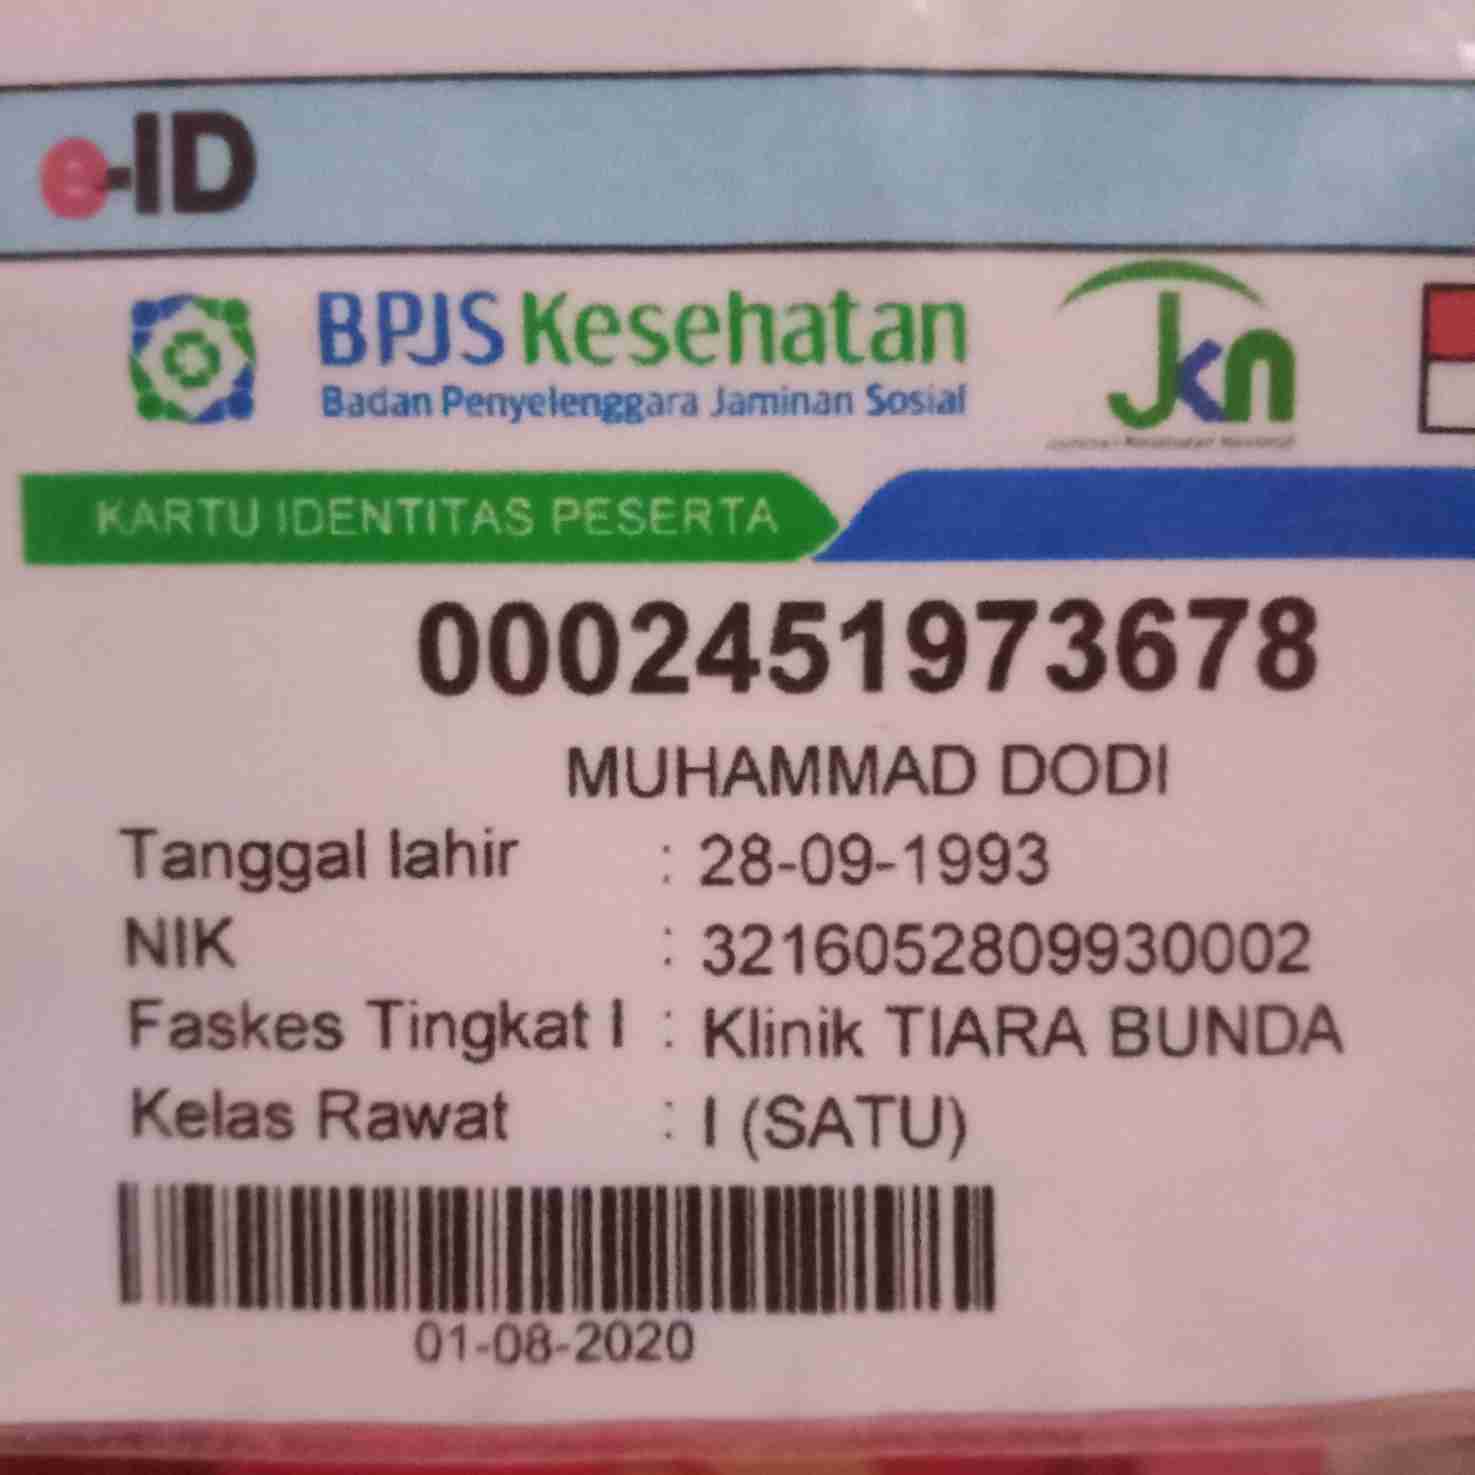 e-ID
BPJS Kesehatan
Badan Penyelenggara Jaminan Sosial
Jkn
KARTU IDENTITAS PESERTA
0002451973678
MUHAMMAD DODI
Tanggal lahir : 28-09-1993
NIK : 3216052809930002
Faskes Tingkat I : Klinik TIARA BUNDA
Kelas Rawat : I (SATU)
01-08-2020